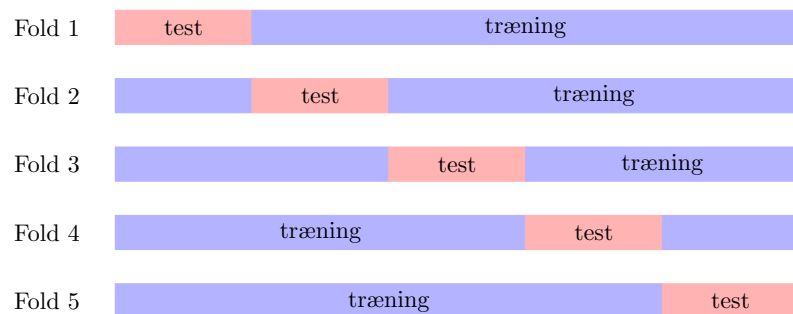 Fold 1 test træning
Fold 2 test træning
Fold 3 test træning
Fold 4 træning test
Fold 5 træning test